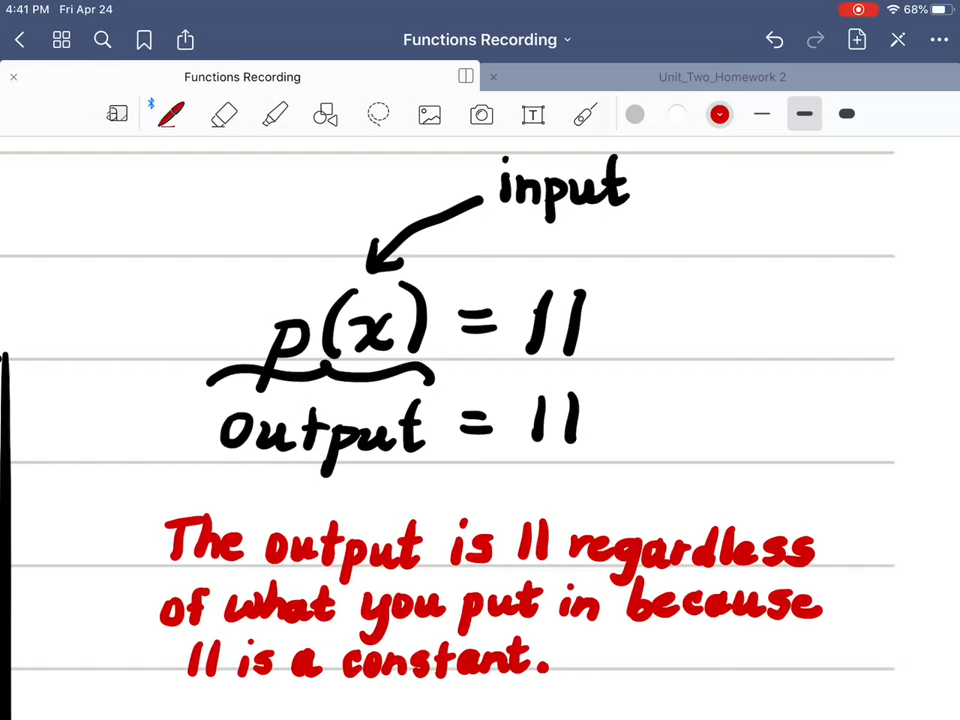 4:41 PM Fri Apr 24 68%
Functions Recording
Functions Recording Unit_Two_Homework 2
T
input
p(x) = 11
output = 11
The output is 11 regardless
of what you put in because
11 is a constant.